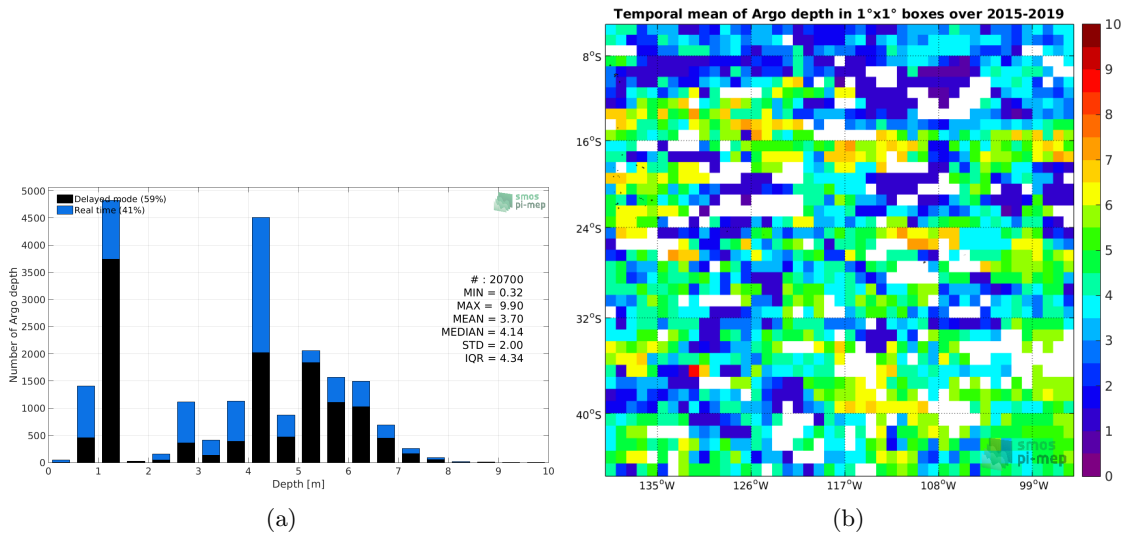 Temporal mean of Argo depth in 1°x1° boxes over 2015-2019
5000
4500
4000
3500
3000
2500
2000
1500
1000
500
0
Number of Argo depth
Delayed mode (59%)
Real time (41%)
smos
pi-mep
# : 20700
MIN = 0.32
MAX = 9.90
MEAN = 3.70
MEDIAN = 4.14
STD = 2.00
IQR = 4.34
0 1 2 3 4 5 6 7 8 9 10
Depth [m]
(a)
8°S
16°S
24°S
32°S
40°S
135°W 126°W 117°W 108°W 99°W
smos
pi-mep
10
9
8
7
6
5
4
3
2
1
0
(b)